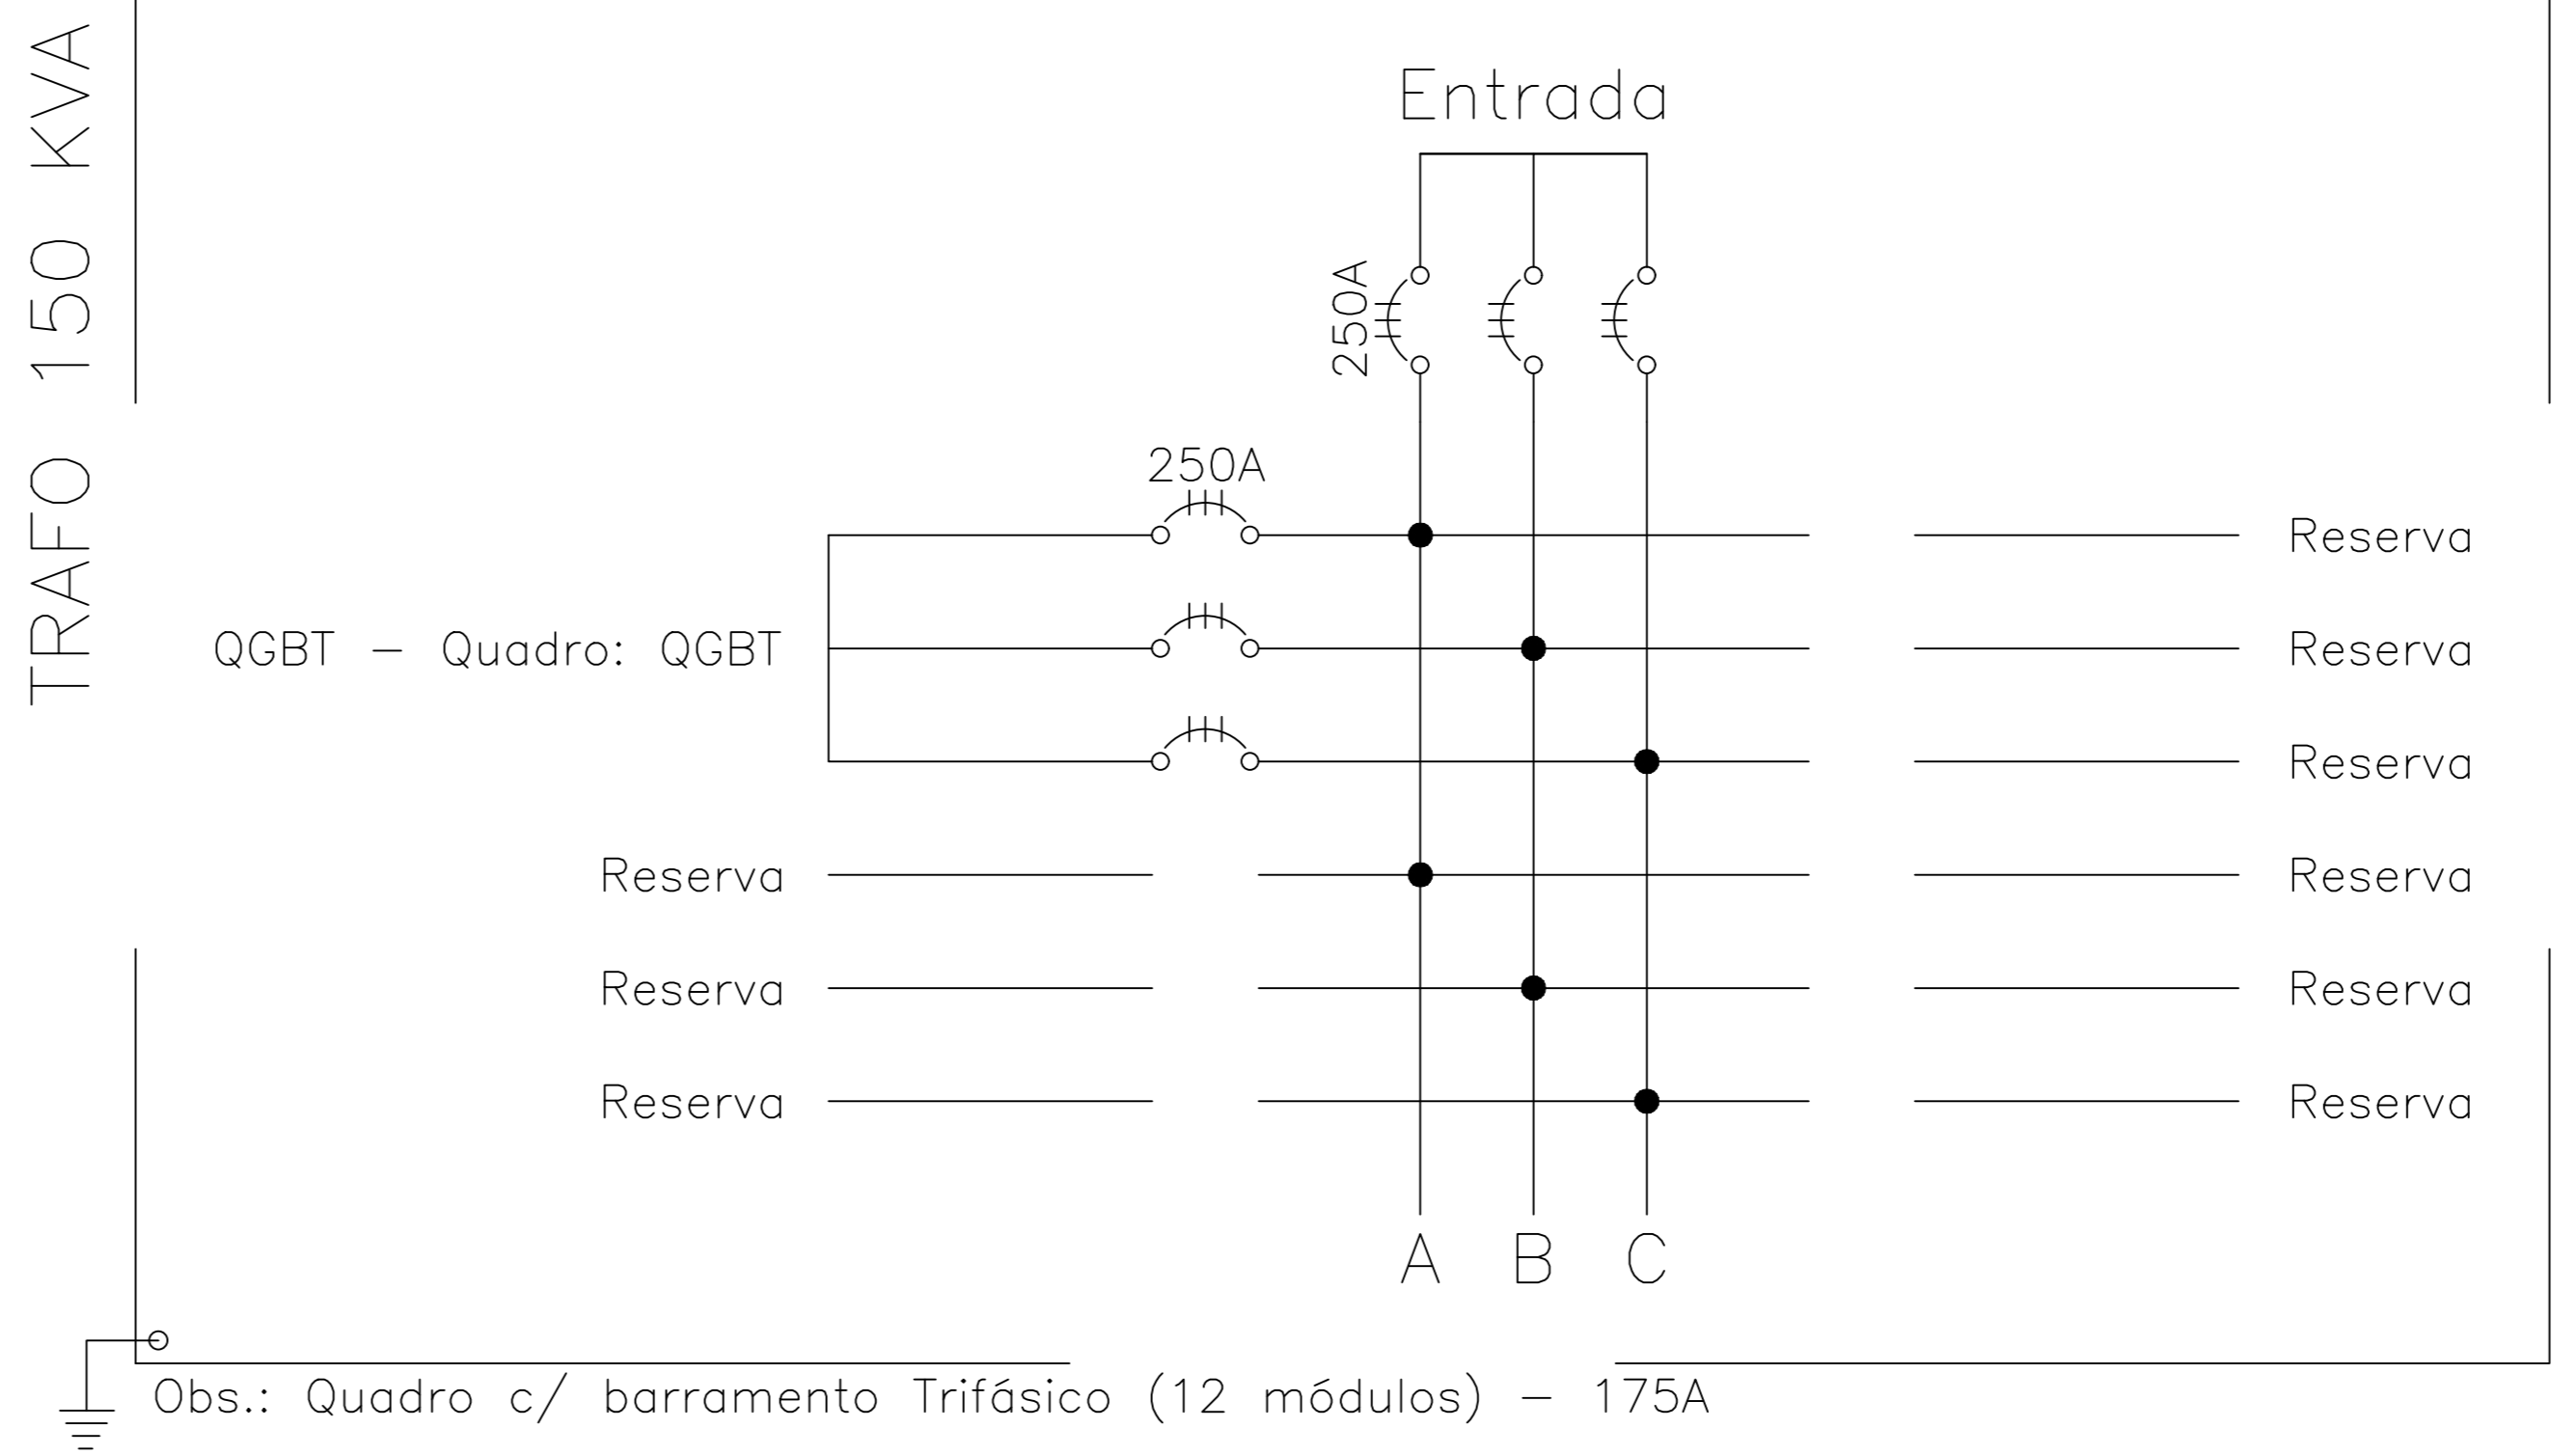 TRAFO 150 KVA
Entrada
250A
250A
Reserva
QGBT - Quadro: QGBT
Reserva
Reserva
Reserva
Reserva
Reserva
Reserva
Reserva
Reserva
A B C
Obs.: Quadro c/ barramento Trifásico (12 módulos) - 175A